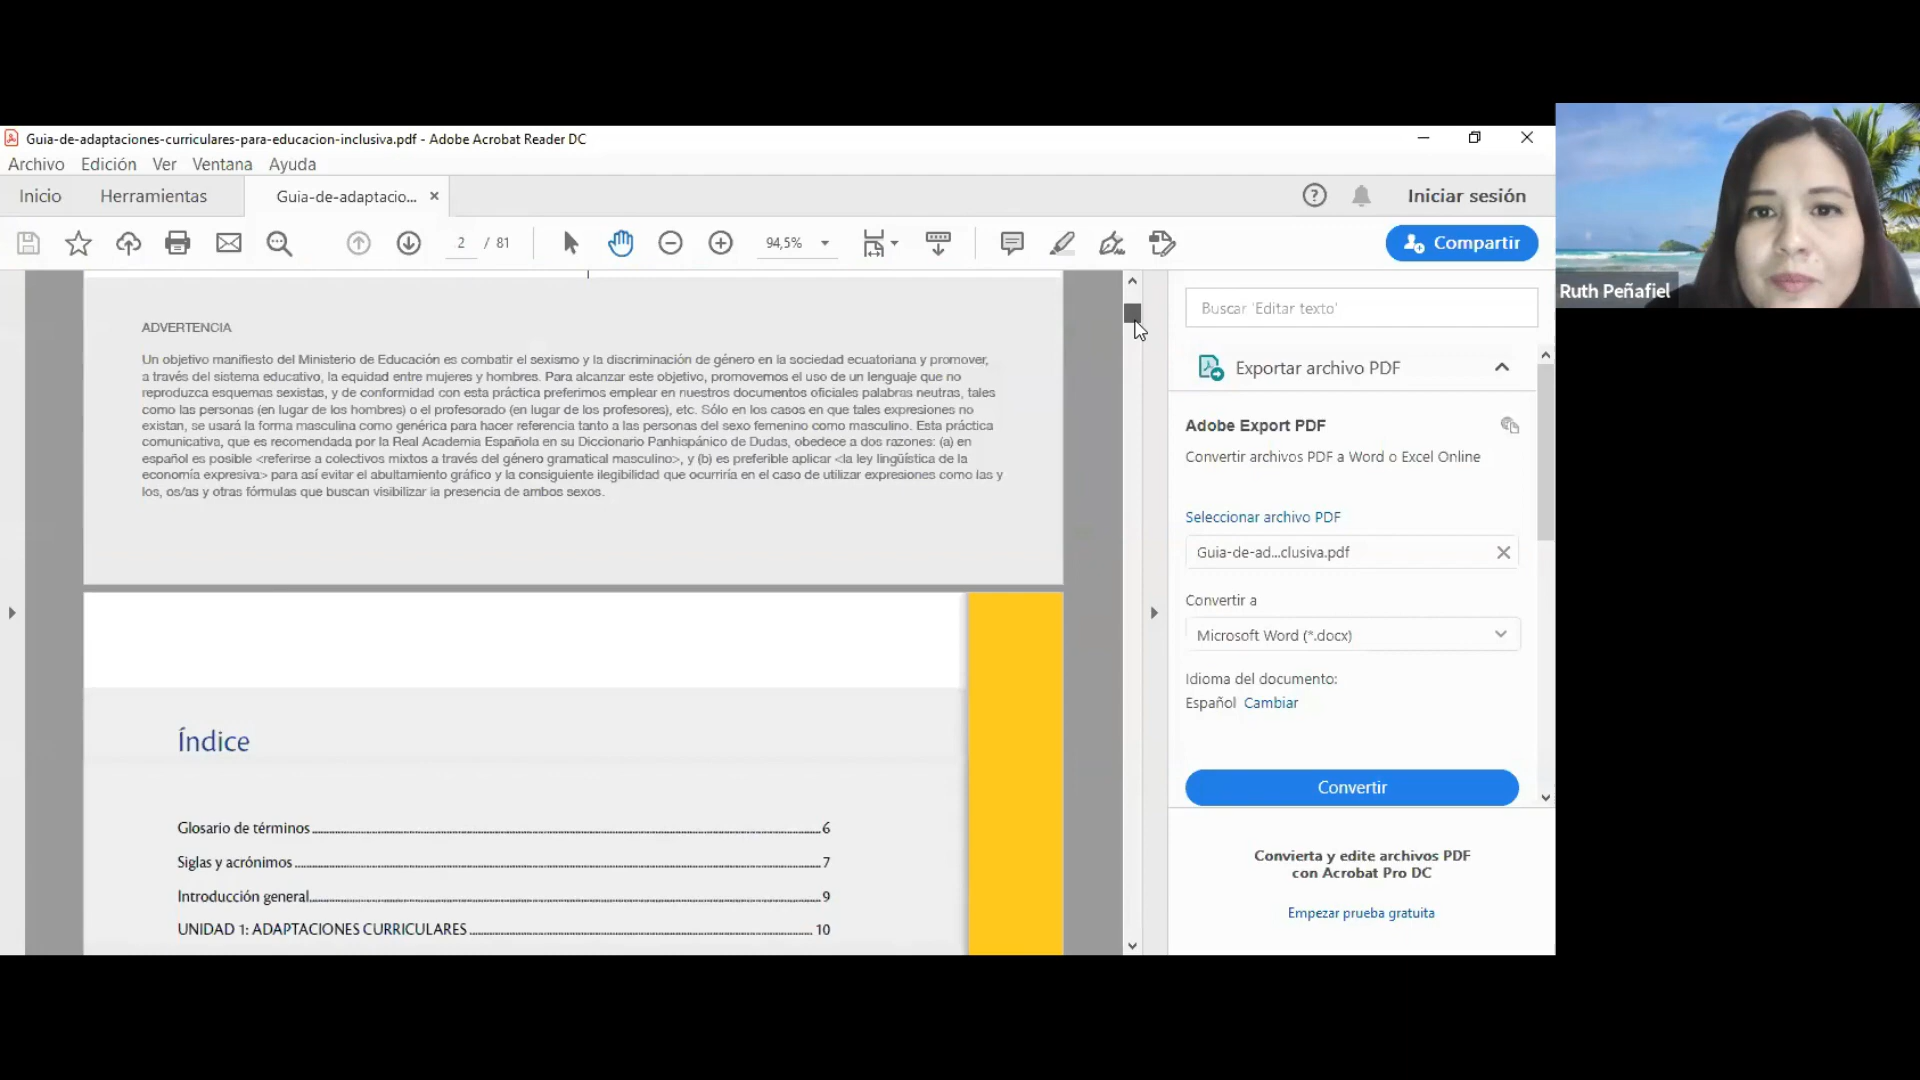 Guia-de-adaptaciones-curriculares-para-educacion-inclusiva.pdf - Adobe Acrobat Reader DC
Archivo Edición Ver Ventana Ayuda
Inicio Herramientas Guia-de-adaptacio... Iniciar sesión
2 / 81 94,5% Compartir
ADVERTENCIA
Un objetivo manifiesto del Ministerio de Educación es combatir el sexismo y la discriminación de género en la sociedad ecuatoriana y promover,
a través del sistema educativo, la equidad entre mujeres y hombres. Para alcanzar este objetivo, promovemos el uso de un lenguaje que no
reproduzca esquemas sexistas, y de conformidad con esta práctica preferimos emplear en nuestros documentos oficiales palabras neutras, tales
como las personas (en lugar de los hombres) o el profesorado (en lugar de los profesores), etc. Sólo en los casos en que tales expresiones no
existan, se usará la forma masculina como genérica para hacer referencia tanto a las personas del sexo femenino como masculino. Esta práctica
comunicativa, que es recomendada por la Real Academia Española en su Diccionario Panhispánico de Dudas, obedece a dos razones: (a) en
español es posible <referirse a colectivos mixtos a través del género gramatical masculino>, y (b) es preferible aplicar <la ley lingüística de la
economía expresiva> para así evitar el abultamiento gráfico y la consiguiente ilegibilidad que ocurriría en el caso de utilizar expresiones como las y
los, os/as y otras fórmulas que buscan visibilizar la presencia de ambos sexos.
Índice
Glosario de términos 6
Siglas y acrónimos 7
Introducción general 9
UNIDAD 1: ADAPTACIONES CURRICULARES 10
Buscar 'Editar texto'
Exportar archivo PDF
Adobe Export PDF
Convertir archivos PDF a Word o Excel Online
Seleccionar archivo PDF
Guia-de-ad...clusiva.pdf
Convertir a
Microsoft Word (*.docx)
Idioma del documento:
Español Cambiar
Convertir
Convierta y edite archivos PDF
con Acrobat Pro DC
Empezar prueba gratuita
Ruth Peñafiel